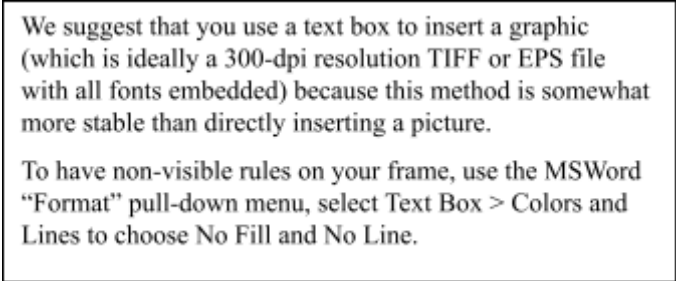 We suggest that you use a text box to insert a graphic
(which is ideally a 300-dpi resolution TIFF or EPS file
with all fonts embedded) because this method is somewhat
more stable than directly inserting a picture.
To have non-visible rules on your frame, use the MSWord
“Format” pull-down menu, select Text Box > Colors and
Lines to choose No Fill and No Line.